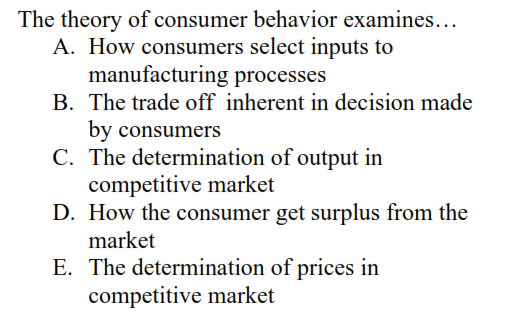 The theory of consumer behavior examines…
A. How consumers select inputs to
manufacturing processes
B. The trade off inherent in decision made
by consumers
C. The determination of output in
competitive market
D. How the consumer get surplus from the
market
E. The determination of prices in
competitive market